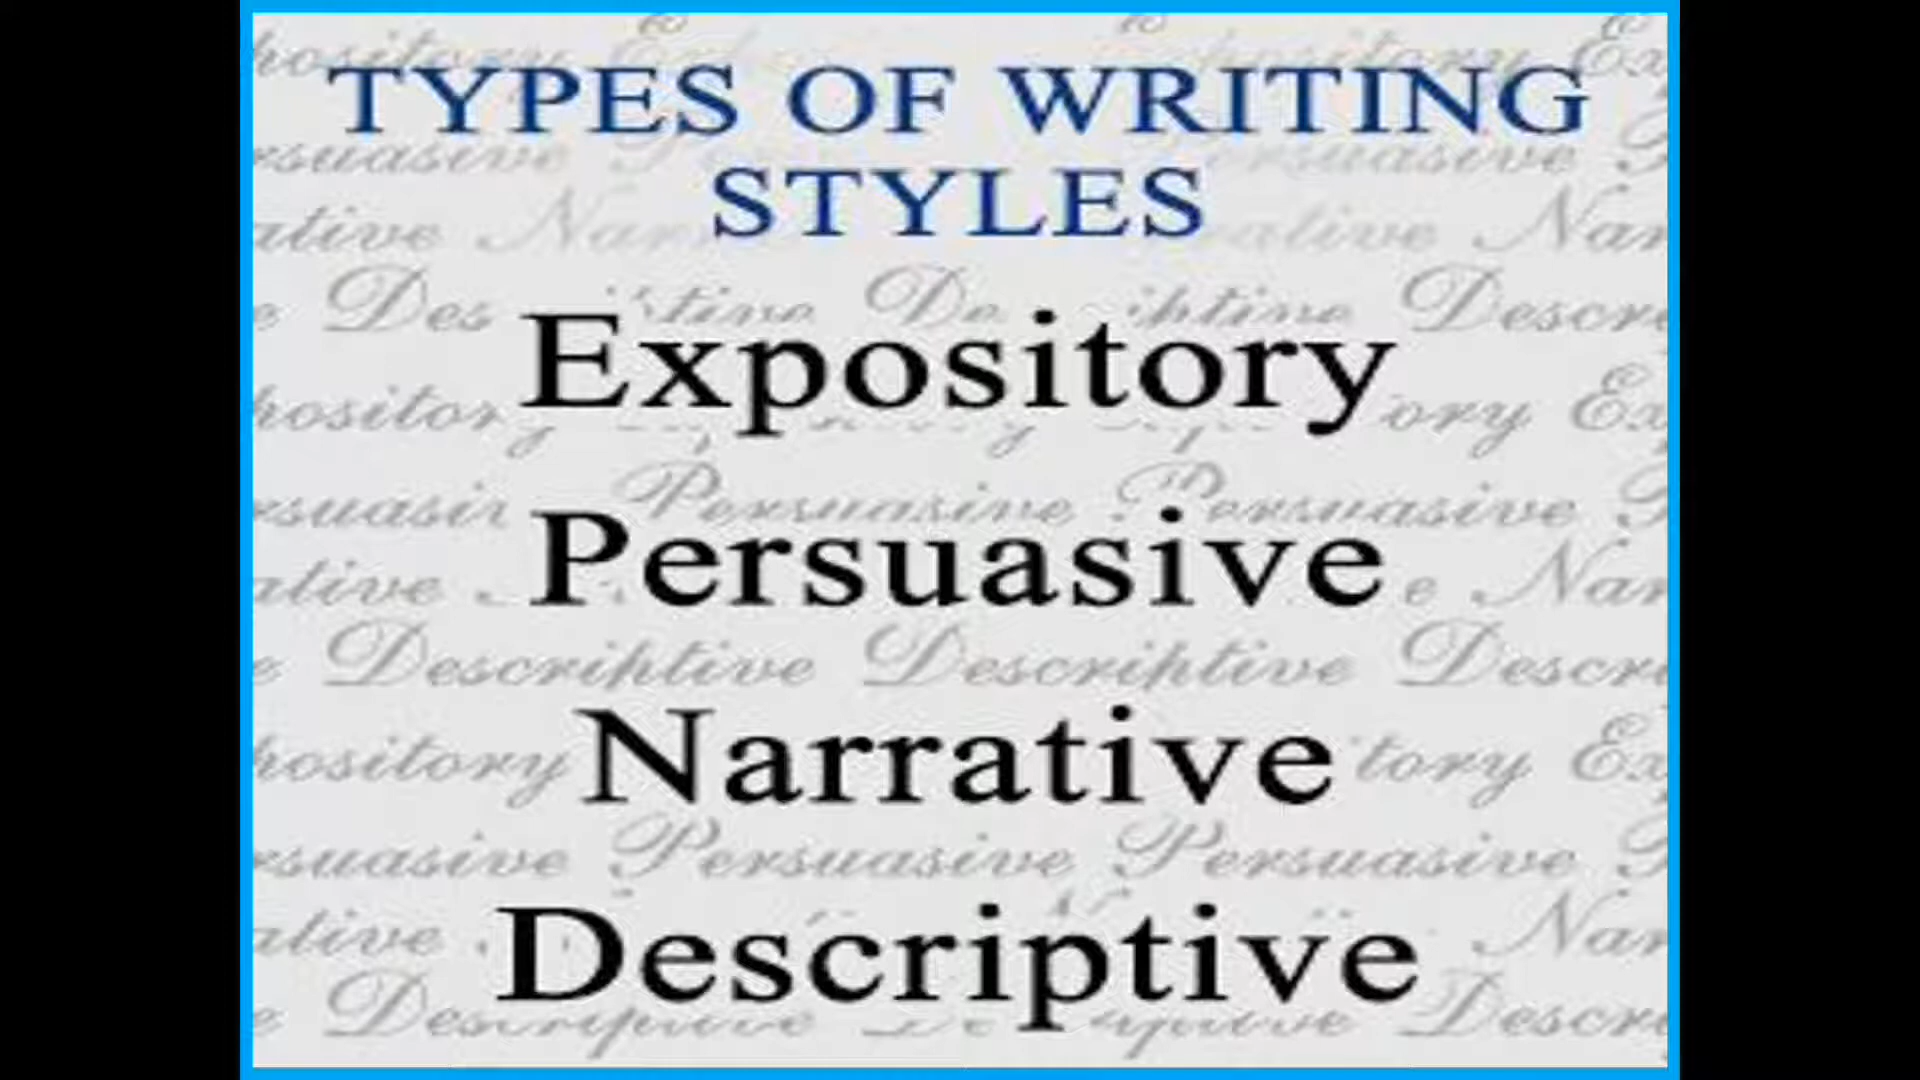 TYPES OF WRITING
STYLES
Expository
Persuasive
Narrative
Descriptive